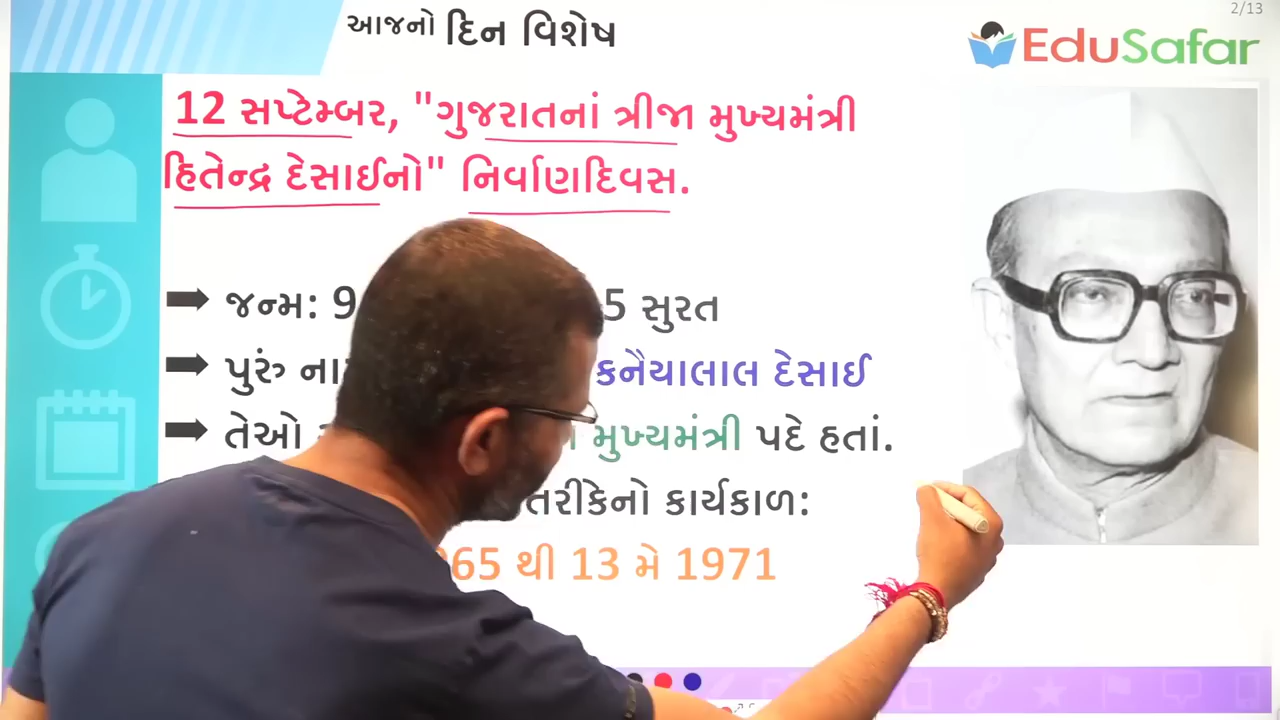 2/13
આજનો દિન વિશેષ
EduSafar
12 સપ્ટેમ્બર, "ગુજરાતનાં ત્રીજા મુખ્યમંત્રી
હિતેન્દ્ર દેસાઈનો" નિર્વાણદિવસ.
જન્મ: 9 5 સુરત
પુરું કનૈયાલાલ દેસાઈ
તેઓ મુખ્યમંત્રી પદે હતાં.
તરીકેનો કાર્યકાળ:
65 થી 13 મે 1971